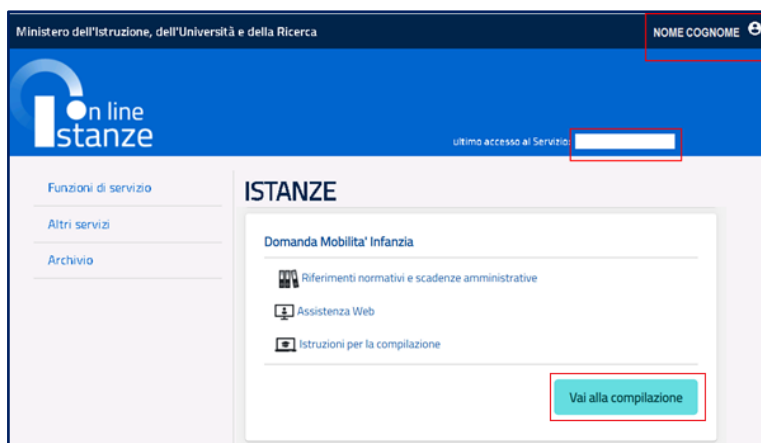 Ministero dell'Istruzione, dell'Università e della Ricerca
NOME COGNOME
On line
Istanze
ultimo accesso al Servizio:
Funzioni di servizio
Altri servizi
Archivio
ISTANZE
Domanda Mobilita' Infanzia
Riferimenti normativi e scadenze amministrative
Assistenza Web
Istruzioni per la compilazione
Vai alla compilazione